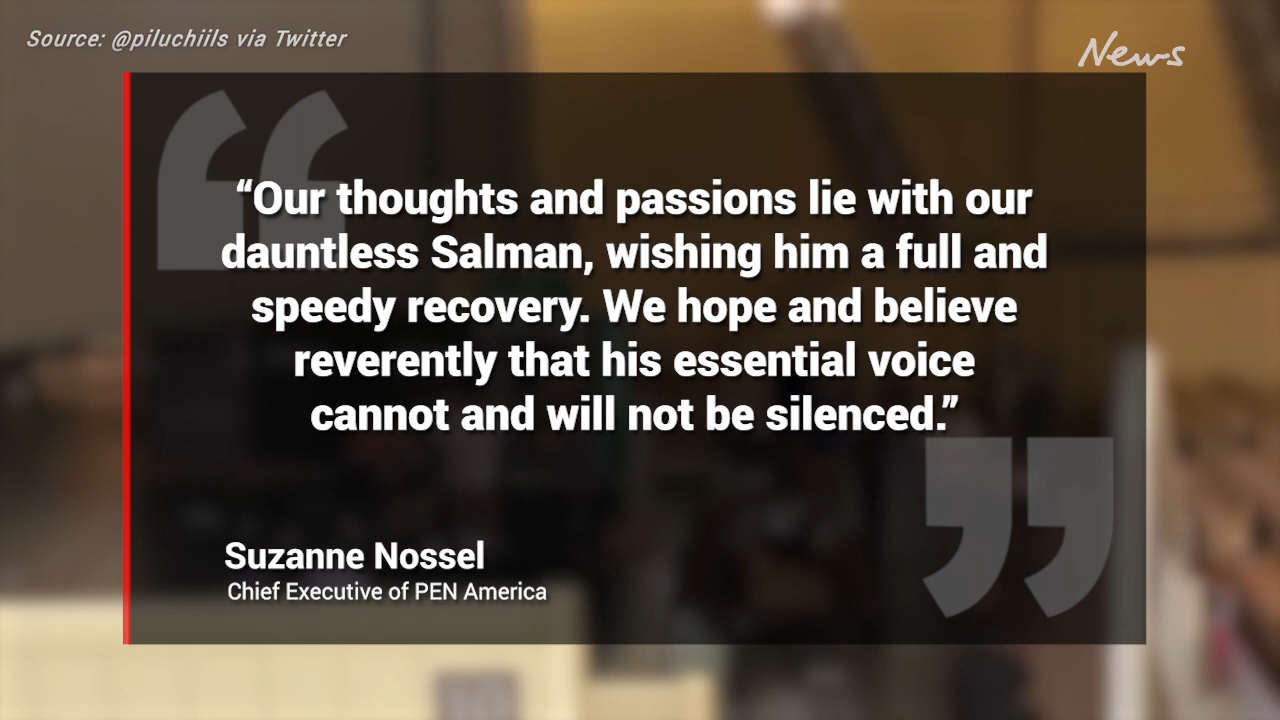 Source: @piluchiils via Twitter
News
“Our thoughts and passions lie with our
dauntless Salman, wishing him a full and
speedy recovery. We hope and believe
reverently that his essential voice
cannot and will not be silenced.”
Suzanne Nossel
Chief Executive of PEN America